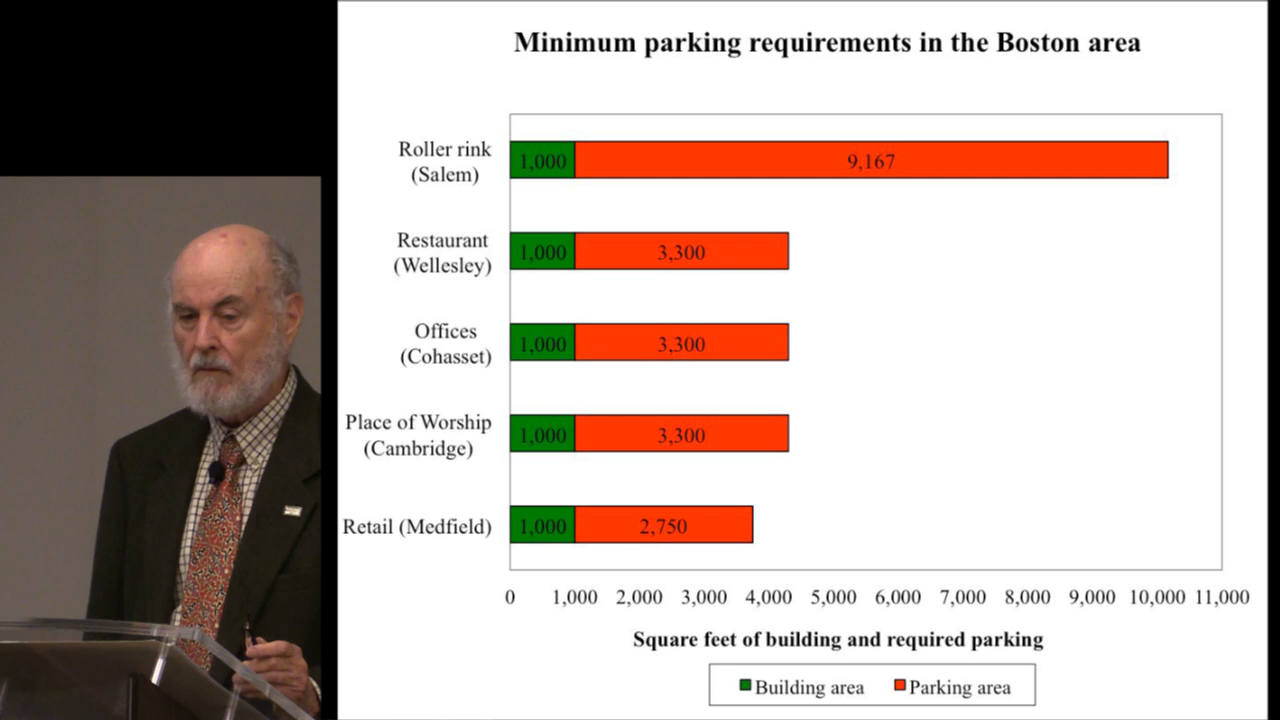 Minimum parking requirements in the Boston area
Roller rink
(Salem)
1,000
9,167
Restaurant
(Wellesley)
1,000
3,300
Offices
(Cohasset)
1,000
3,300
Place of Worship
(Cambridge)
1,000
3,300
Retail (Medfield)
1,000
2,750
0 1,000 2,000 3,000 4,000 5,000 6,000 7,000 8,000 9,000 10,000 11,000
Square feet of building and required parking
Building area Parking area